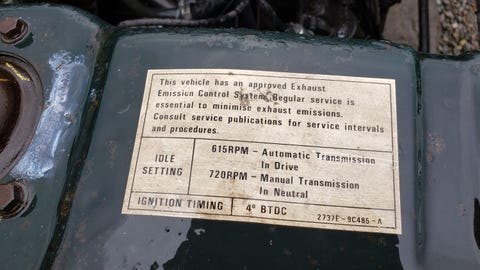 This vehicle has an approved Exhaust
Emission Control System. Regular service is
essential to minimise exhaust emissions.
Consult service publications for service intervals
and procedures.
IDLE
SETTING
615RPM – Automatic Transmission
In Drive
720RPM – Manual Transmission
In Neutral
IGNITION TIMING
4° BTDC
2737E-9C485-A